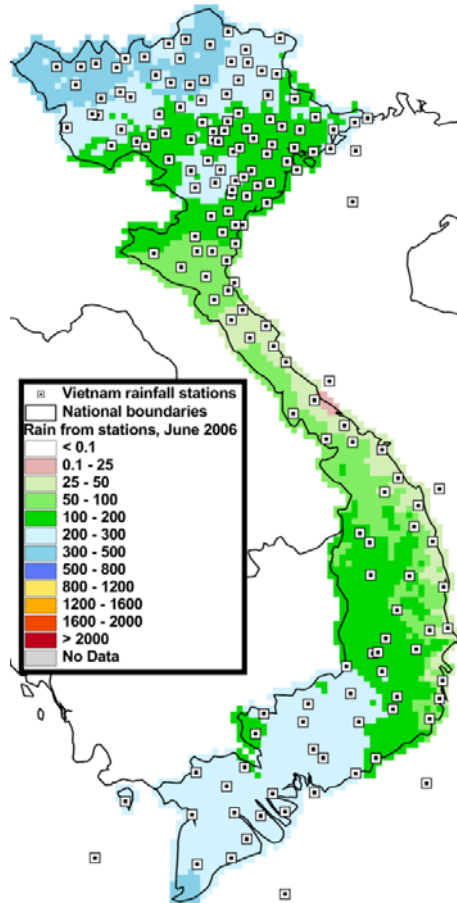 Vietnam rainfall stations
National boundaries
Rain from stations, June 2006
< 0.1
0.1 - 25
25 - 50
50 - 100
100 - 200
200 - 300
300 - 500
500 - 800
800 - 1200
1200 - 1600
1600 - 2000
> 2000
No Data